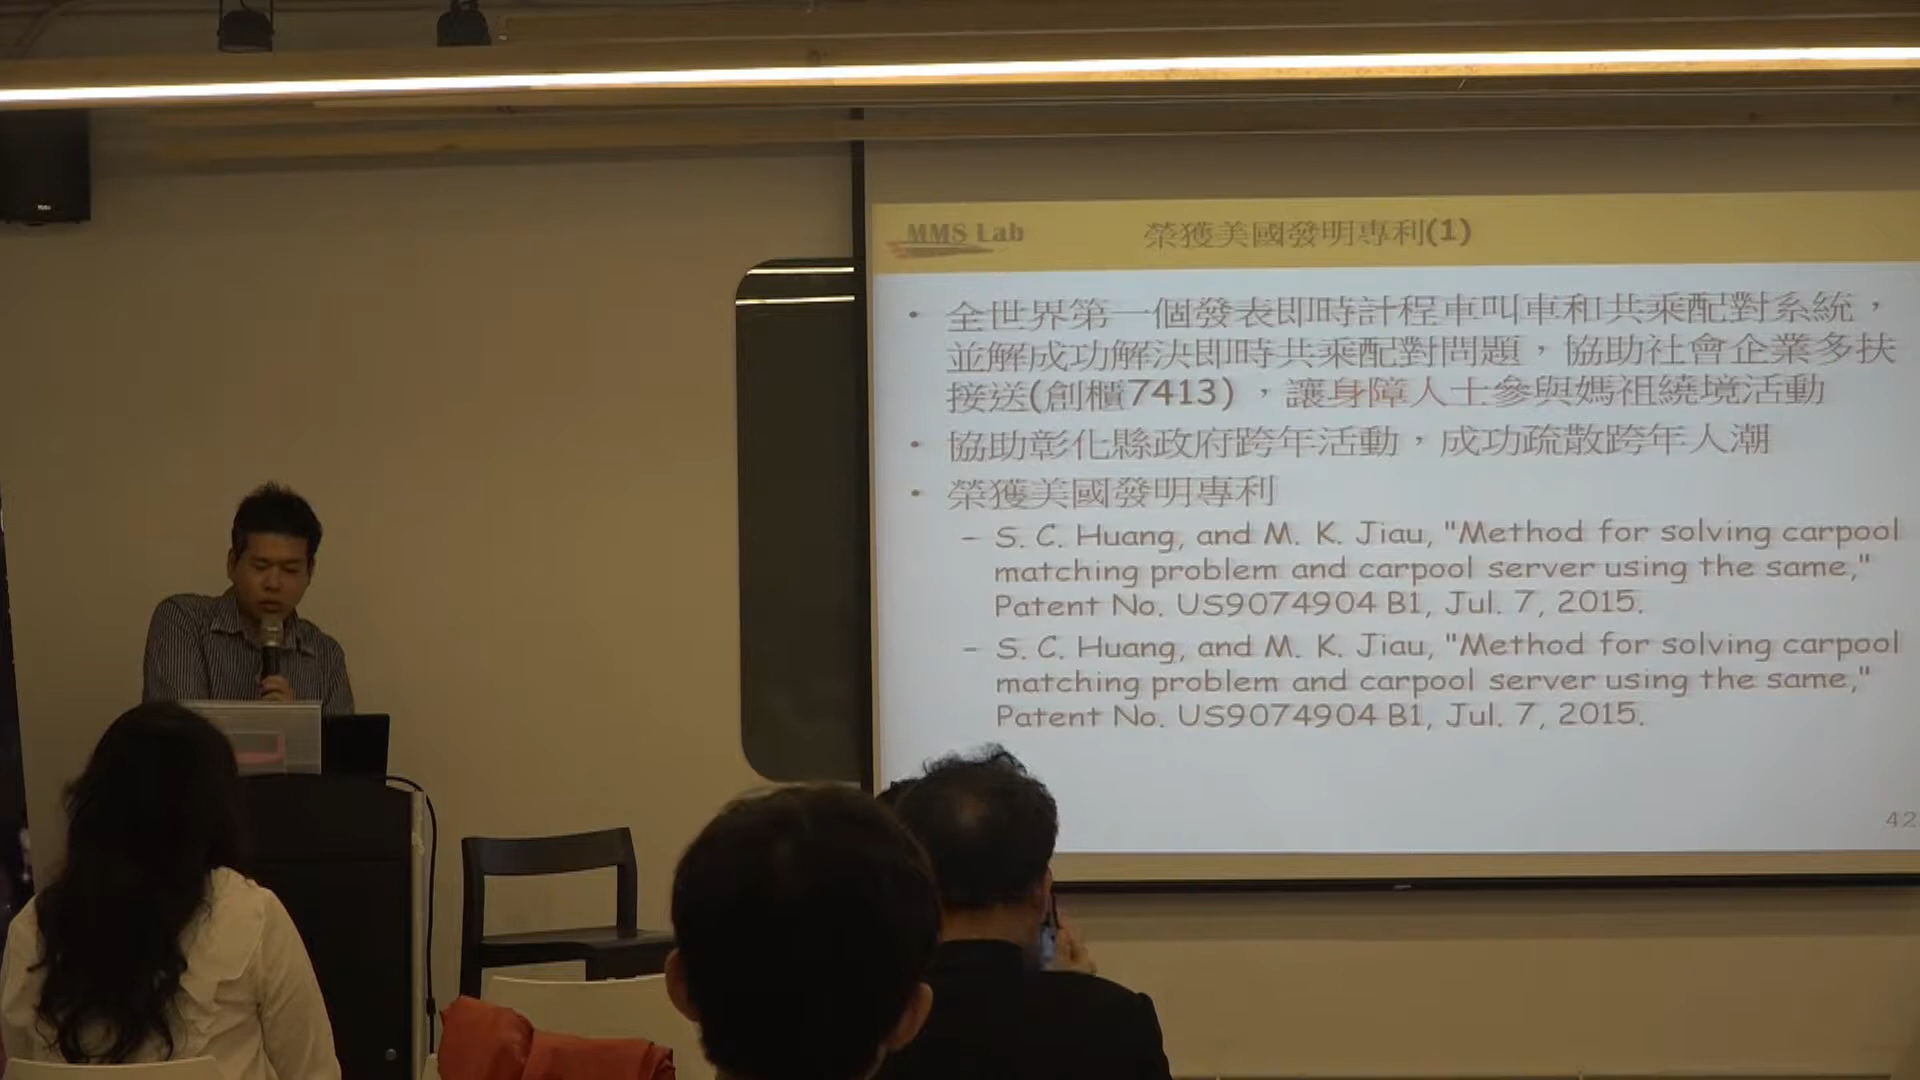 MMS Lab
榮獲美國發明專利(1)
• 全世界第一個發表即時計程車叫車和共乘配對系統，
並解成功解決即時共乘配對問題，協助社會企業多扶
接送(創櫃7413)，讓身障人士參與媽祖繞境活動
• 協助彰化縣政府跨年活動，成功疏散跨年人潮
• 榮獲美國發明專利
– S. C. Huang, and M. K. Jiau, "Method for solving carpool
matching problem and carpool server using the same,"
Patent No. US9074904 B1, Jul. 7, 2015.
– S. C. Huang, and M. K. Jiau, "Method for solving carpool
matching problem and carpool server using the same,"
Patent No. US9074904 B1, Jul. 7, 2015.
42